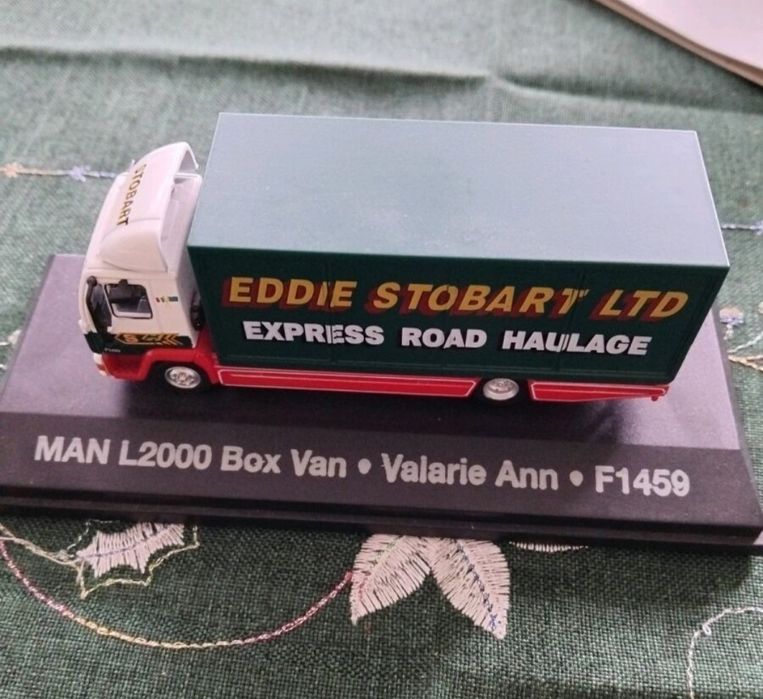 STOBART
EDDIE STOBART LTD
EXPRESS ROAD HAULAGE
MAN L2000 Box Van • Valarie Ann • F1459